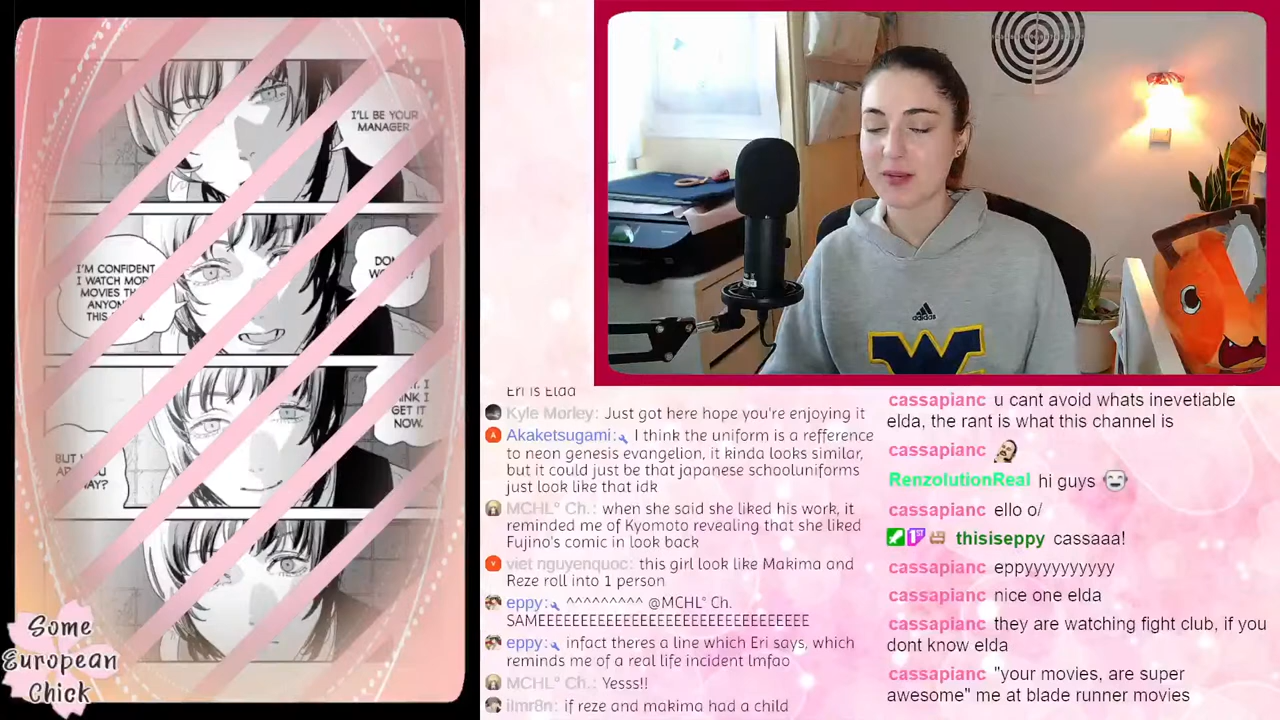 I'LL BE YOUR
MANAGER
I'M CONFIDENT
I WATCH
MOVIES
THIS
I
GET IT
NOW.
BUT
Some
European
Chick
Eri is Elda
Kyle Morley: Just got here hope you're enjoying it
Akaketsugami: I think the uniform is a refference
to neon genesis evangelion, it kinda looks similar,
but it could just be that japanese schooluniforms
just look like that idk
MCHL° Ch.: when she said she liked his work, it
reminded me of Kyomoto revealing that she liked
Fujino's comic in look back
viet nguyenquoc: this girl look like Makima and
Reze roll into 1 person
eppy: ^^^^^^^^^ @MCHL° Ch.
SAMEEEEEEEEEEEEEEEEEEEEEEEEEEEEEE
eppy: infact theres a line which Eri says, which
reminds me of a real life incident lmfao
MCHL° Ch.: Yesss!!
ilmr8n: if reze and makima had a child
adidas
W
cassapianc u cant avoid whats inevetiable
elda, the rant is what this channel is
cassapianc
RenzolutionReal hi guys
cassapianc ello o/
1ST thisiseppy cassaaa!
cassapianc eppyyyyyyyyyy
cassapianc nice one elda
cassapianc they are watching fight club, if you
dont know elda
cassapianc "your movies, are super
awesome" me at blade runner movies